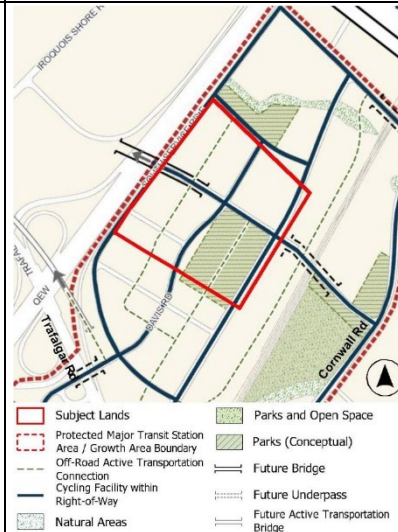 IROQUOIS SHORE R
TRAFAL
QEW
Trafalgar Rd
DAVIS RD
Cornwall Rd
Subject Lands
Protected Major Transit Station
Area / Growth Area Boundary
Off-Road Active Transportation
Connection
Cycling Facility within
Right-of-Way
Natural Areas
Parks and Open Space
Parks (Conceptual)
Future Bridge
Future Underpass
Future Active Transportation
Bridge